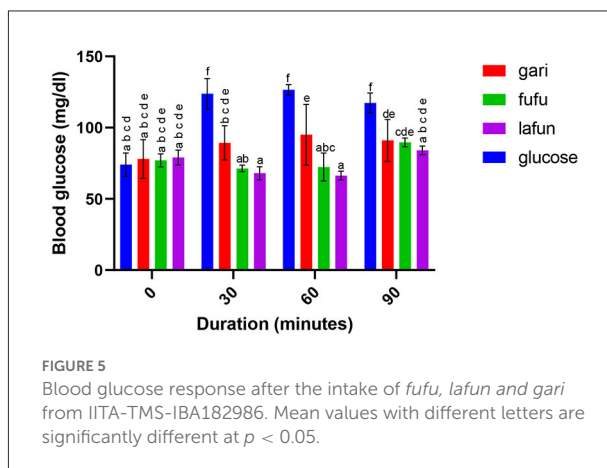 150
100
50
0
Blood glucose (mg/dl)
a b c d
a b c d e
a b c d e
a b c d e
f
b c d e
ab
a
f
e
abc
a
f
de
cde
a b c d e
0
30
60
90
Duration (minutes)
gari
fufu
lafun
glucose
FIGURE 5
Blood glucose response after the intake of fufu, lafun and gari
from IITA-TMS-IBA182986. Mean values with different letters are
significantly different at p < 0.05.